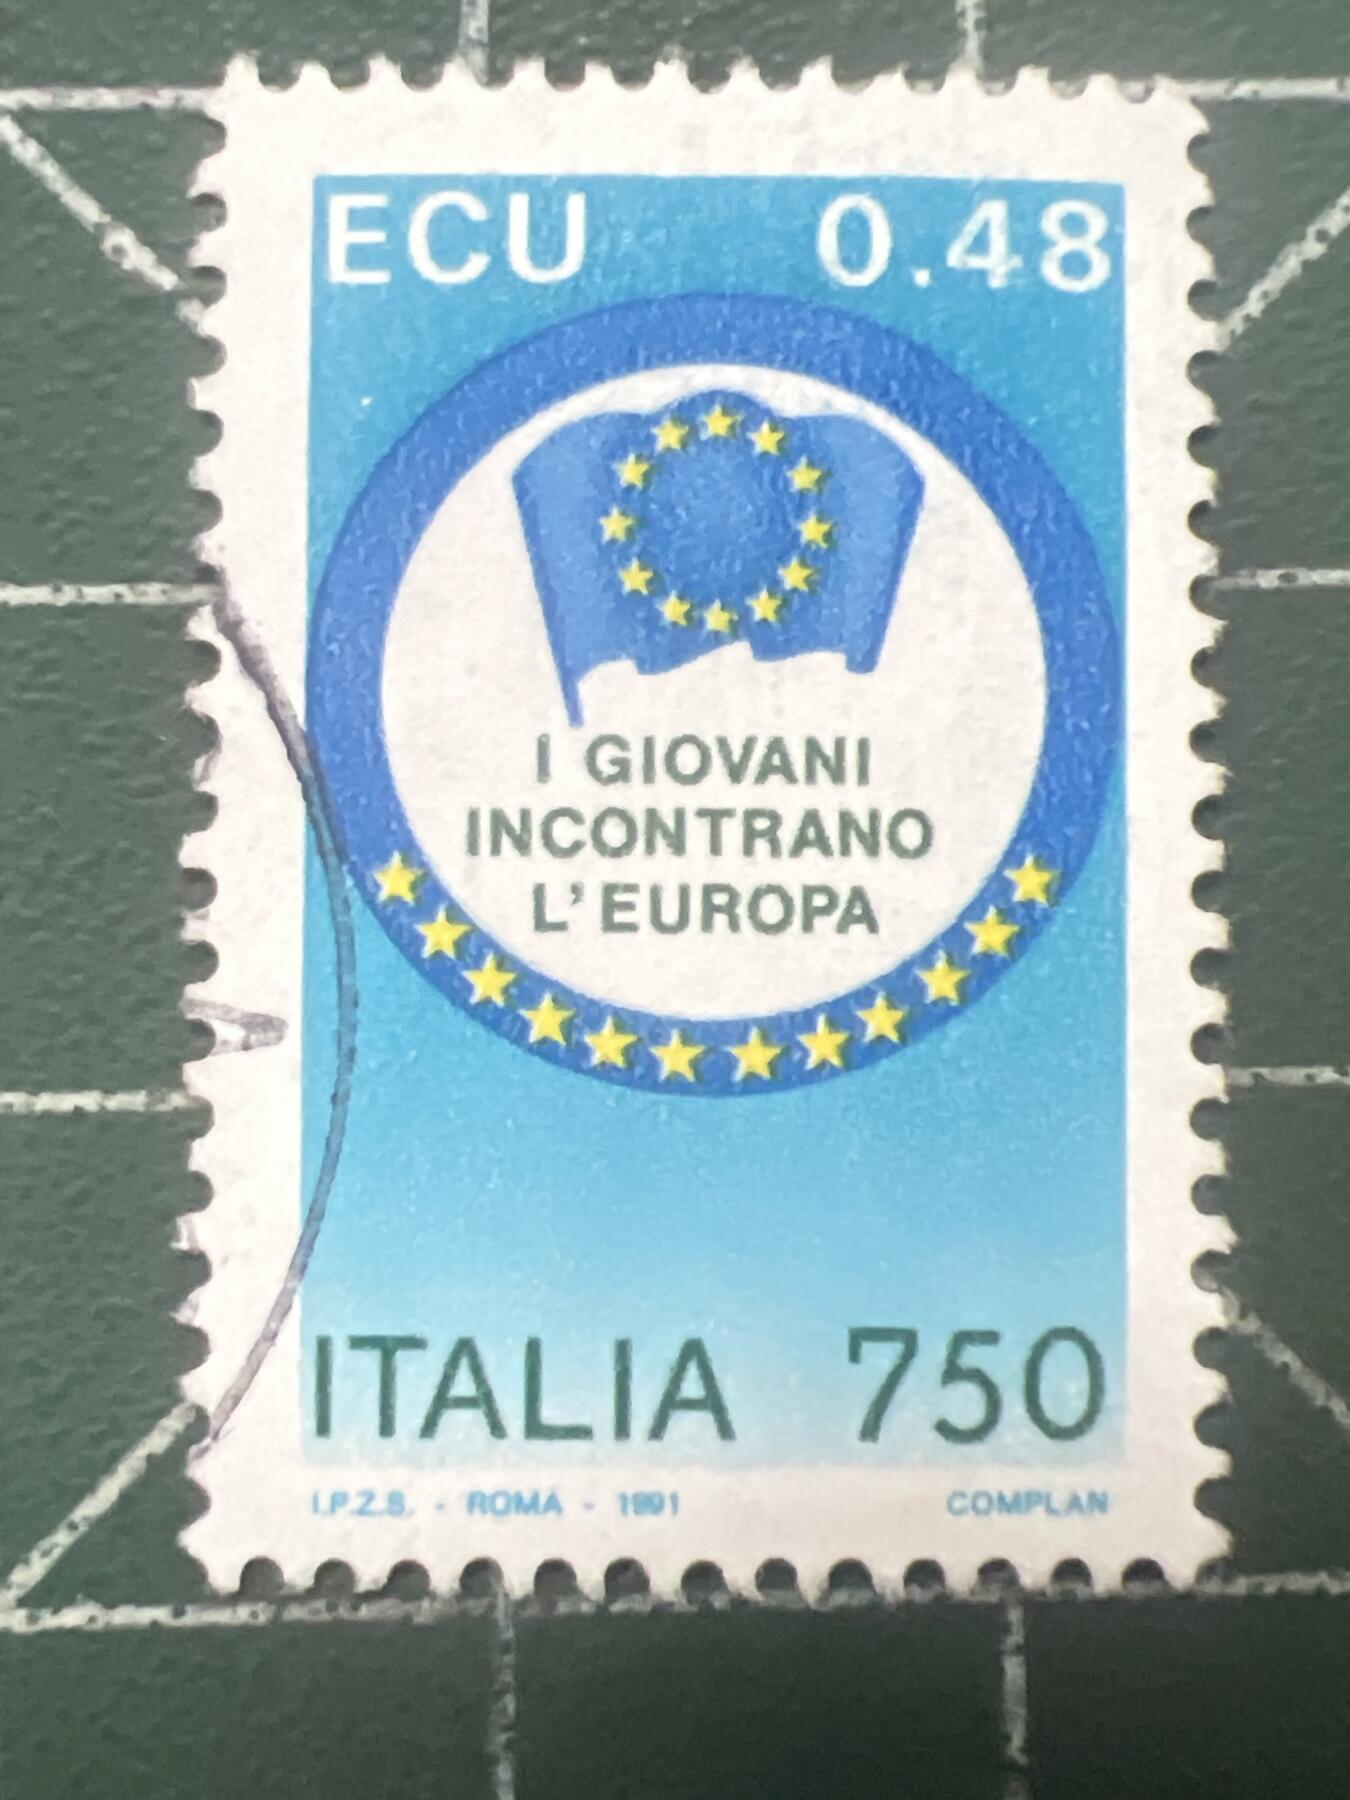 ECU 0.48
I GIOVANI
INCONTRANO
L'EUROPA
ITALIA 750
I.P.Z.S. - ROMA - 1991 COMPLAN